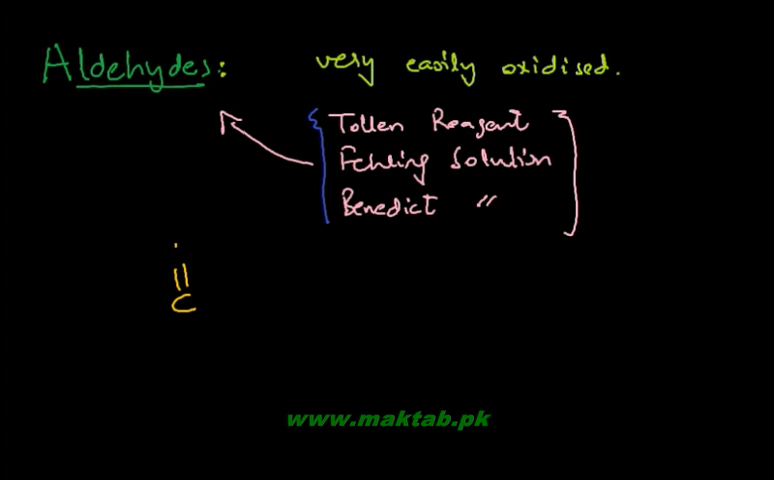 Aldehydes: very easily oxidised.
Tollen Reagent
Fehling Solution
Benedict "
C
www.maktab.pk